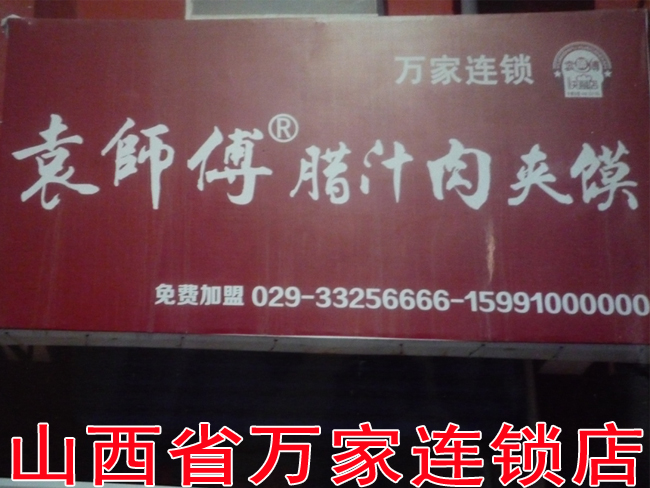 万家连锁
袁師傅® 腊汁肉夹馍
免费加盟 029-33256666-15991000000
山西省万家连锁店